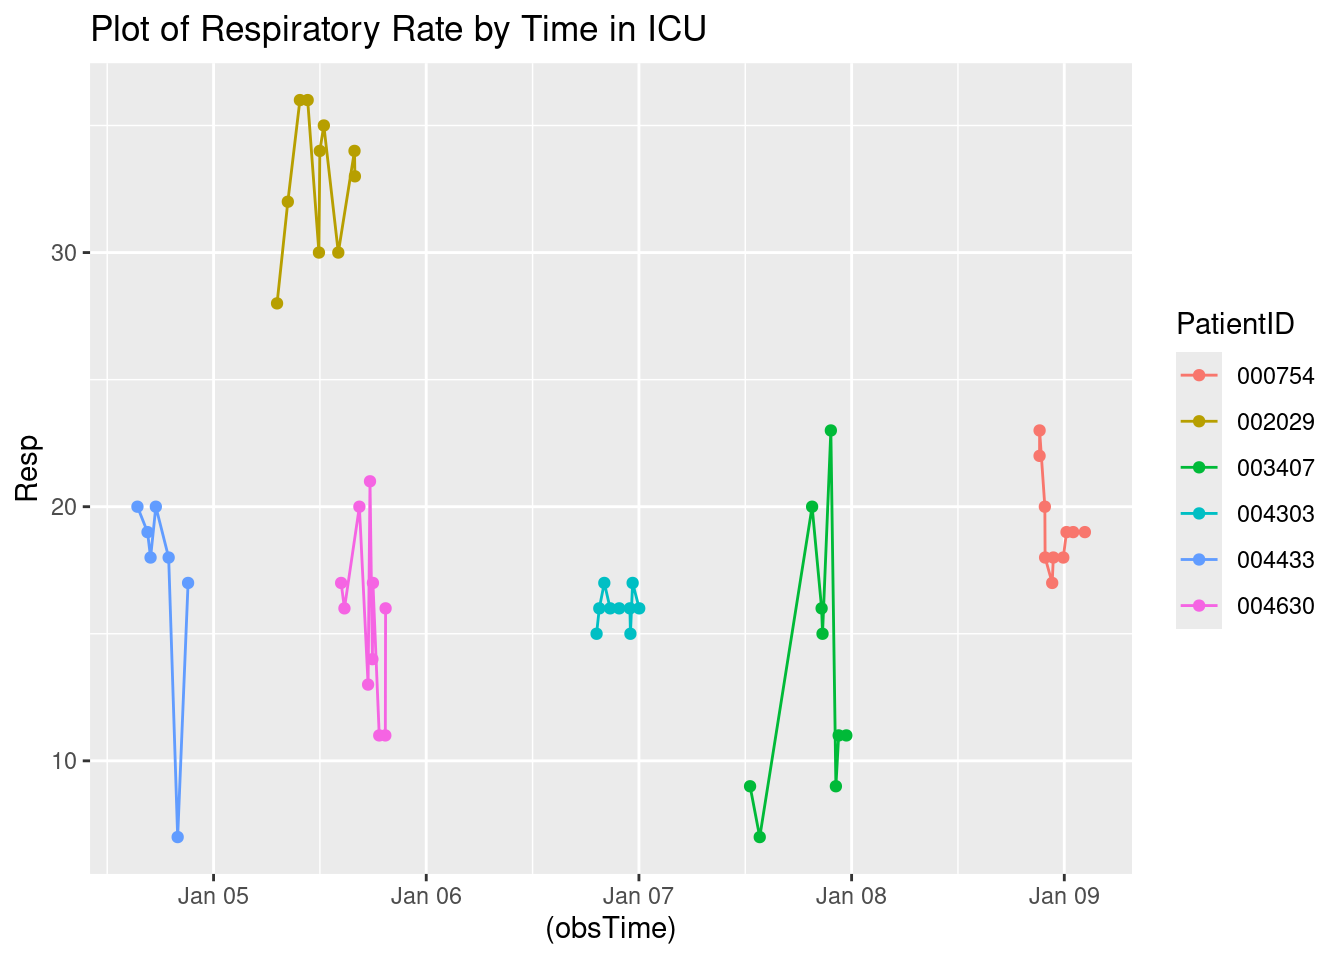 Plot of Respiratory Rate by Time in ICU
Resp
30
20
10
Jan 05
Jan 06
Jan 07
Jan 08
Jan 09
(obsTime)
PatientID
000754
002029
003407
004303
004433
004630